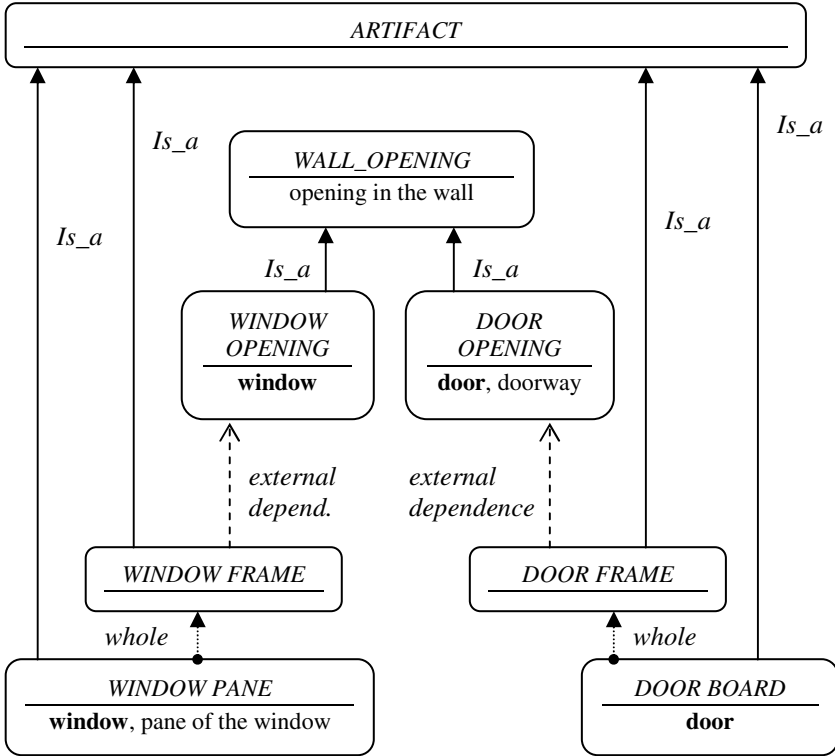 ARTIFACT
Is_a
Is_a
WALL_OPENING
opening in the wall
Is_a
Is_a
Is_a
Is_a
WINDOW
OPENING
window
DOOR
OPENING
door, doorway
external
depend.
external
dependence
WINDOW FRAME
DOOR FRAME
whole
whole
WINDOW PANE
window, pane of the window
DOOR BOARD
door